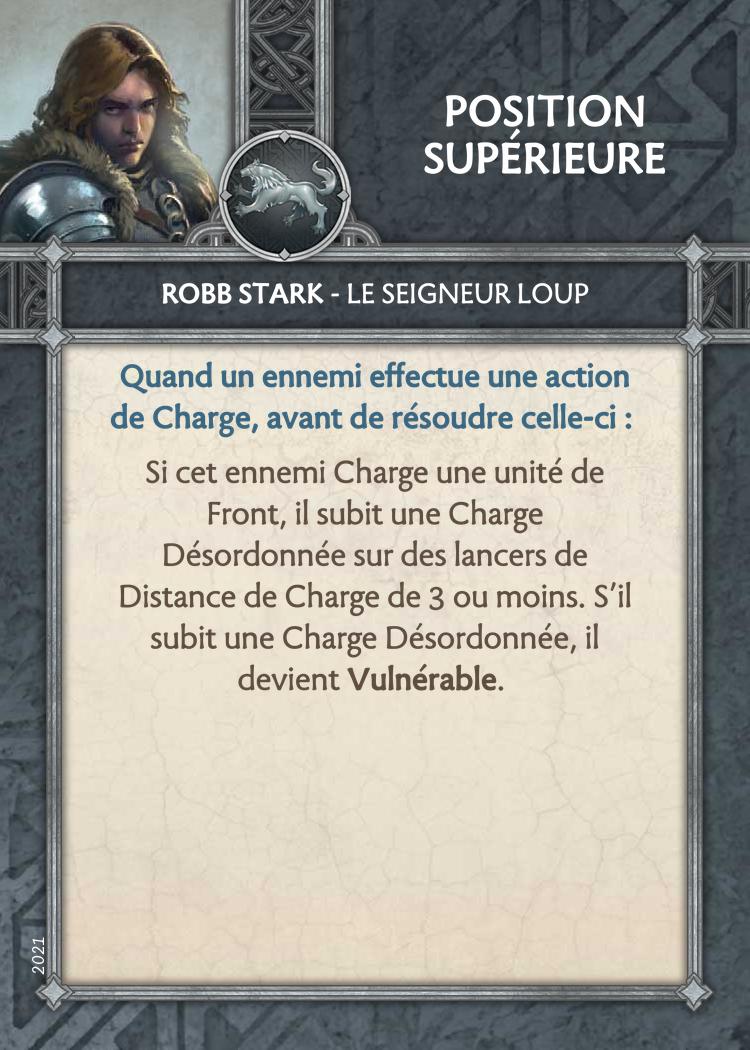 POSITION
SUPÉRIEURE
ROBB STARK - LE SEIGNEUR LOUP
Quand un ennemi effectue une action
de Charge, avant de résoudre celle-ci :
Si cet ennemi Charge une unité de
Front, il subit une Charge
Désordonnée sur des lancers de
Distance de Charge de 3 ou moins. S'il
subit une Charge Désordonnée, il
devient Vulnérable.
2021